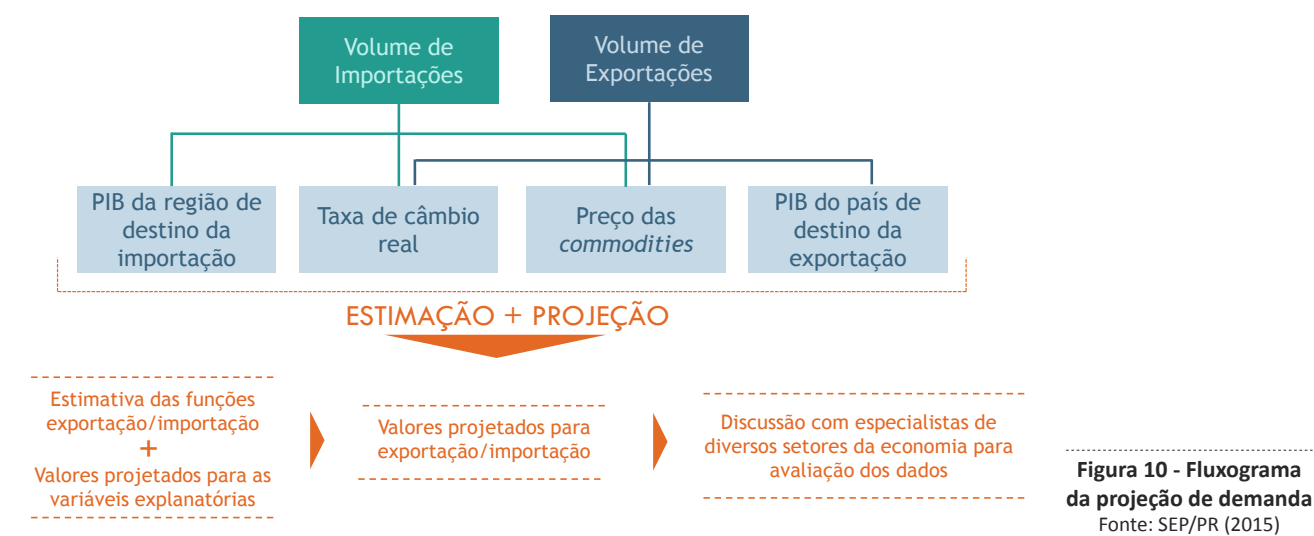 Volume de
Importações
Volume de
Exportações
PIB da região de
destino da
importação
Taxa de câmbio
real
Preço das
commodities
PIB do país de
destino da
exportação
ESTIMAÇÃO + PROJEÇÃO
Estimativa das funções
exportação/importação
+
Valores projetados para as
variáveis explanatórias
Valores projetados para
exportação/importação
Discussão com especialistas de
diversos setores da economia para
avaliação dos dados
Figura 10 - Fluxograma
da projeção de demanda
Fonte: SEP/PR (2015)